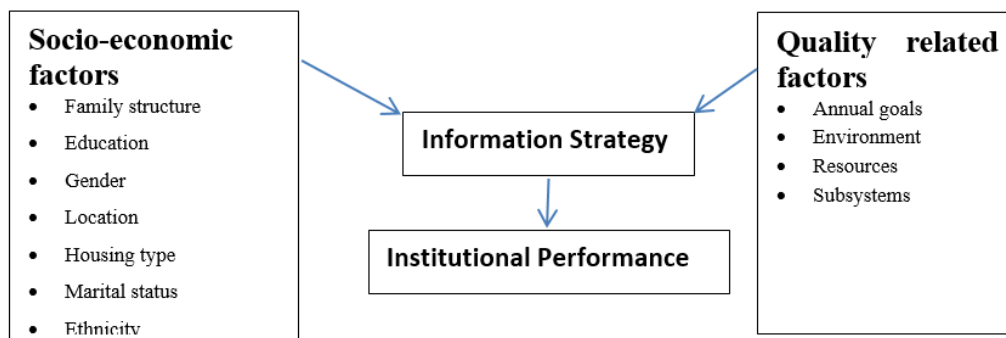 Socio-economic
factors
• Family structure
• Education
• Gender
• Location
• Housing type
• Marital status
• Ethnicity
Information Strategy
Institutional Performance
Quality related
factors
• Annual goals
• Environment
• Resources
• Subsystems